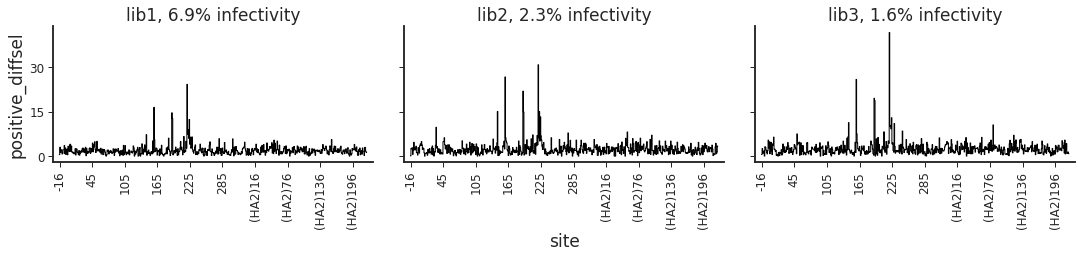 lib1, 6.9% infectivity
lib2, 2.3% infectivity
lib3, 1.6% infectivity
positive_diffsel
30
15
0
-16
45
105
165
225
285
(HA2)16
(HA2)76
(HA2)136
(HA2)196
-16
45
105
165
225
285
(HA2)16
(HA2)76
(HA2)136
(HA2)196
-16
45
105
165
225
285
(HA2)16
(HA2)76
(HA2)136
(HA2)196
site